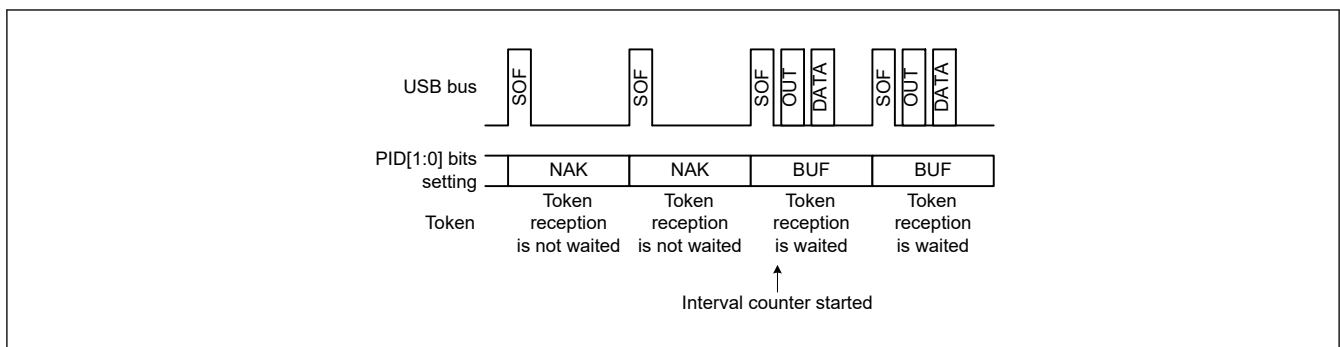 USB bus
SOF
SOF
SOF
OUT
DATA
SOF
OUT
DATA
PID[1:0] bits
setting
NAK
NAK
BUF
BUF
Token
Token
reception
is not waited
Token
reception
is not waited
Token
reception
is waited
Token
reception
is waited
Interval counter started